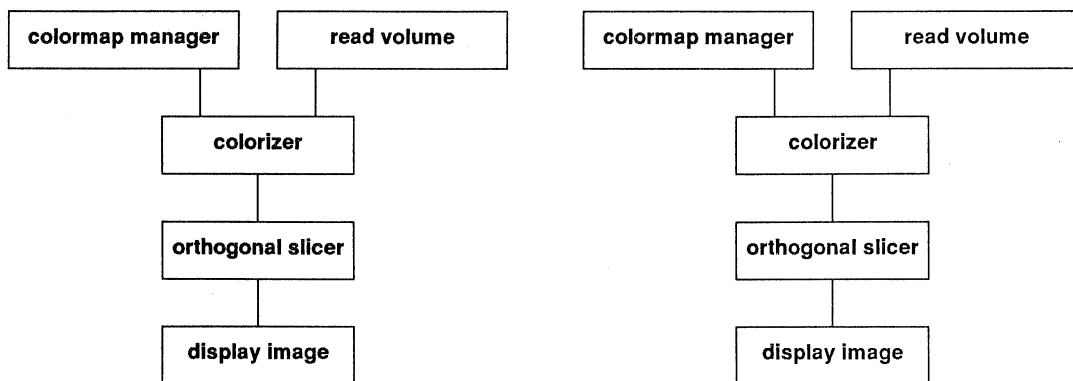 colormap manager
read volume
colorizer
orthogonal slicer
display image
colormap manager
read volume
colorizer
orthogonal slicer
display image